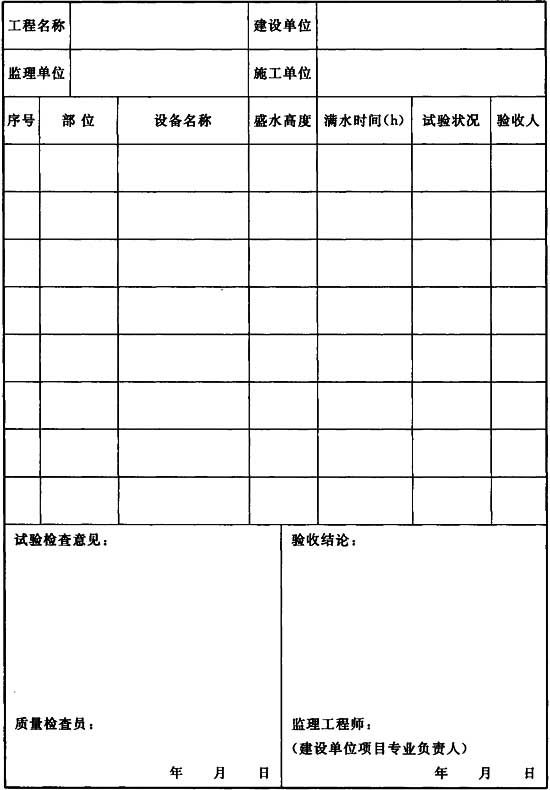 工程名称 建设单位
监理单位 施工单位
序号 部 位 设备名称 盛水高度 满水时间(h) 试验状况 验收人
试验检查意见： 验收结论：
质量检查员： 监理工程师：
(建设单位项目专业负责人)
年 月 日 年 月 日